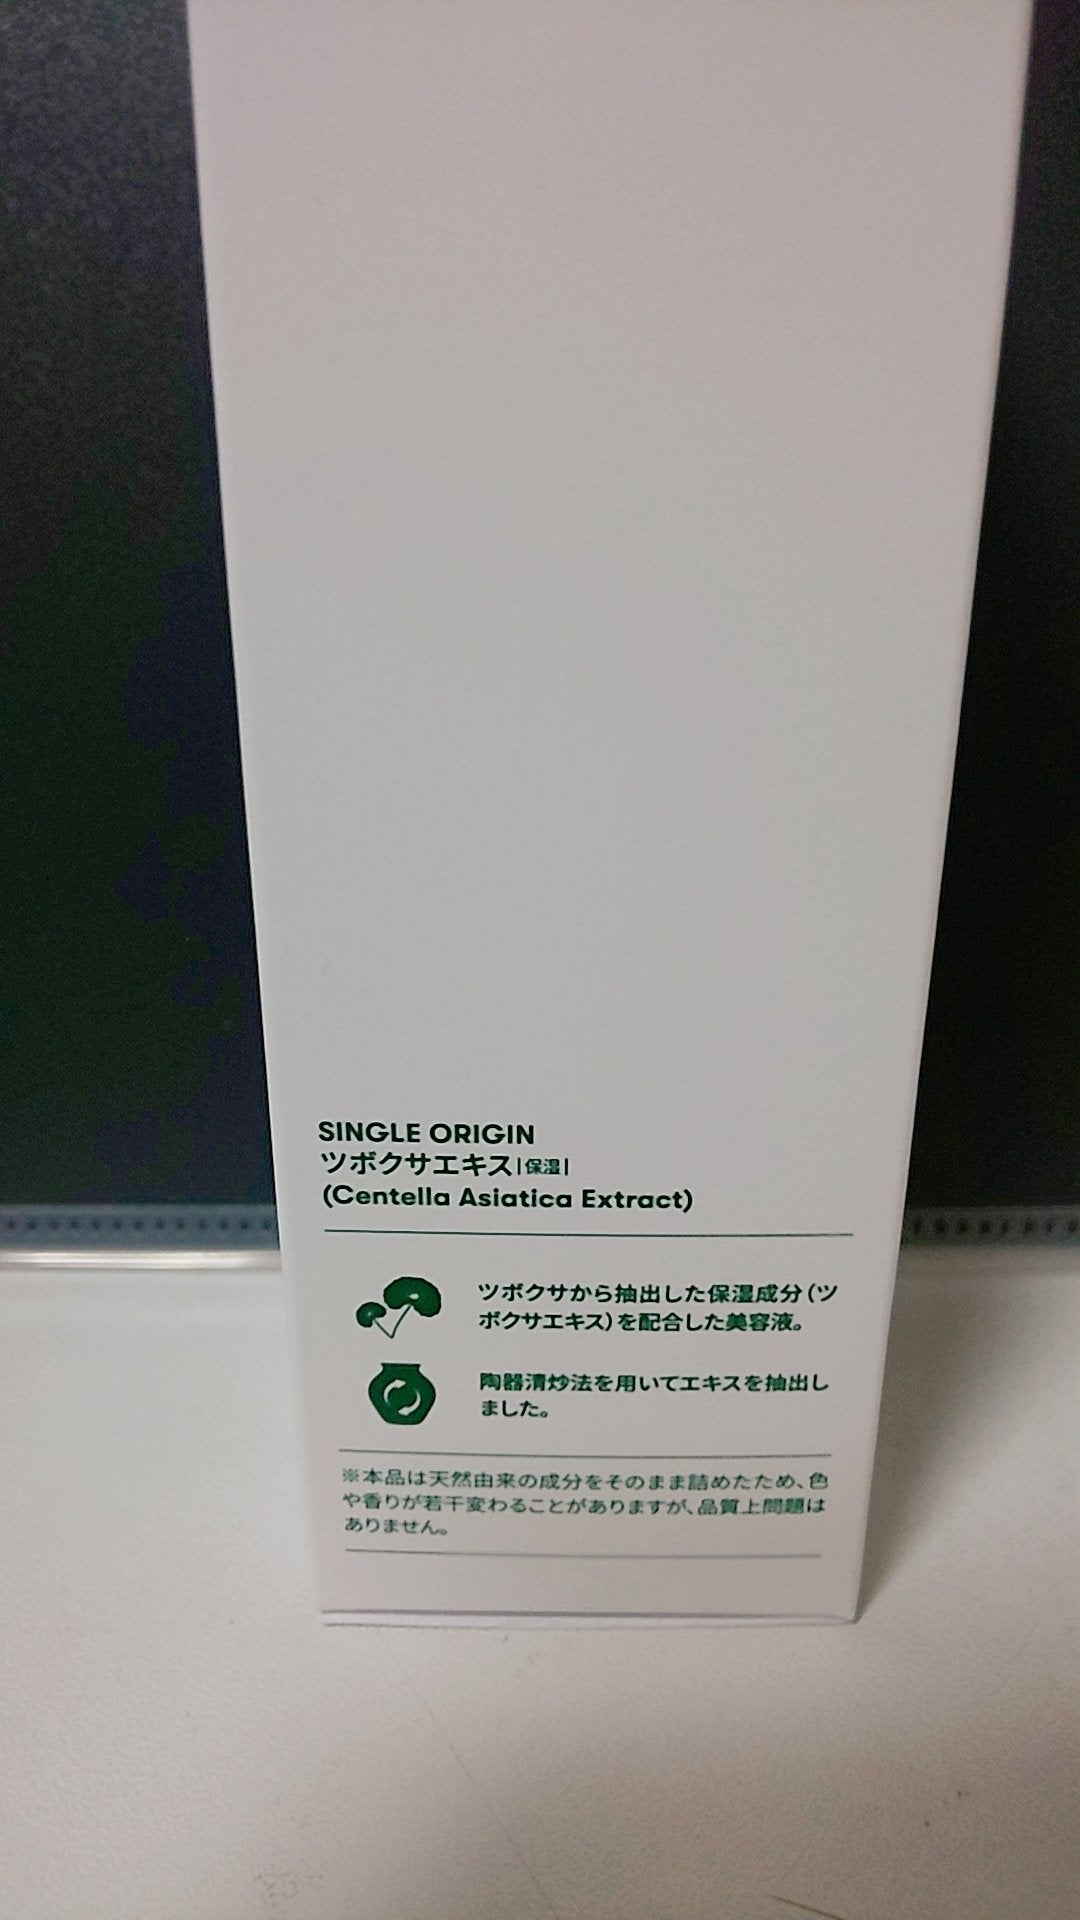 SINGLE ORIGIN
ツボクサエキス|保湿|
(Centella Asiatica Extract)
ツボクサから抽出した保湿成分(ツ
ボクサエキス)を配合した美容液。
陶器清炒法を用いてエキスを抽出し
ました。
※本品は天然由来の成分をそのまま詰めたため、色
や香りが若干変わることがありますが、品質上問題は
ありません。